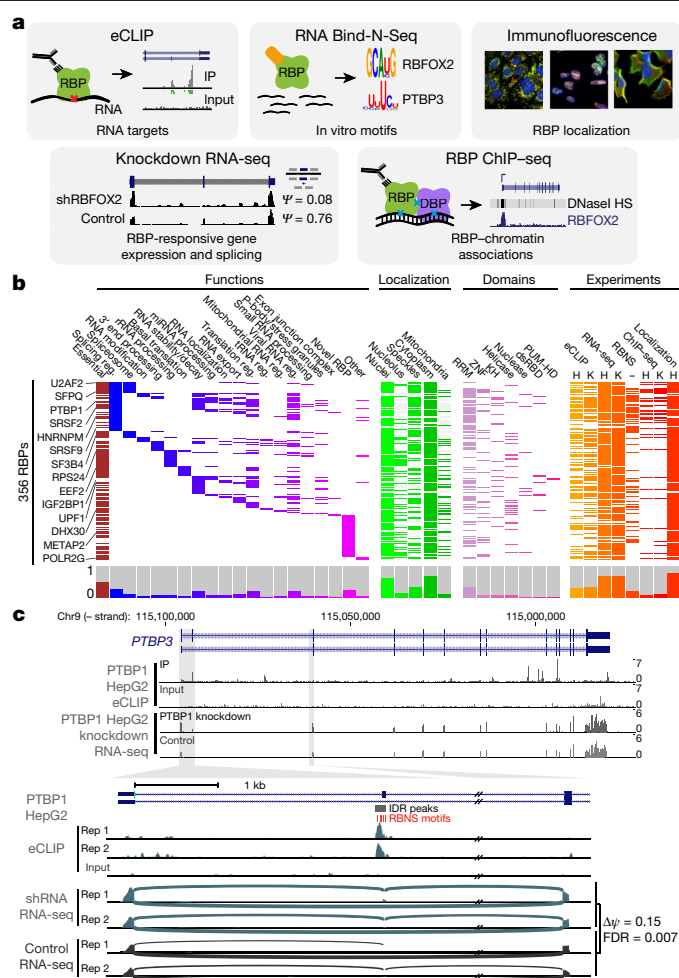 a
eCLIP
RBP
RNA
IP
Input
RNA targets
RNA Bind-N-Seq
RBP
GCAUG
RBFOX2
UUUCU
PTBP3
In vitro motifs
Immunofluorescence
RBP localization
Knockdown RNA-seq
shRBFOX2
Ψ = 0.08
Control
Ψ = 0.76
RBP-responsive gene
expression and splicing
RBP ChIP–seq
RBP
DBP
DNaseI HS
RBFOX2
RBP–chromatin
associations
b
Functions
Localization
Domains
Experiments
Essential
Splicing reg.
Spliceosome
RNA modification
3′ end processing
rRNA processing
Basal translation
RNA stability/decay
miRNA processing
RNA localization
RNA export
Translation reg.
tRNA reg.
Mitochondrial RNA reg.
Viral RNA reg.
Small RNA processing
P-body/stress granules
Exon junction complex
Novel RBP
Other
Nuclei
Nucleolus
Speckles
Cytoplasm
Mitochondria
RRM
ZNF
KH
Helicase
Nuclease
dsRBD
PUM-HD
eCLIP
RNA-seq
RBNS
ChIP-seq
Localization
H K H K – H K H
356 RBPs
U2AF2
SFPQ
PTBP1
SRSF2
HNRNPM
SRSF9
SF3B4
RPS24
EEF2
IGF2BP1
UPF1
DHX30
METAP2
POLR2G
1
0
c
Chr9 (– strand):
115,100,000
115,050,000
115,000,000
PTBP3
PTBP1
HepG2
eCLIP
IP
7
0
Input
7
0
PTBP1 HepG2
knockdown
RNA-seq
PTBP1 knockdown
6
0
Control
6
0
1 kb
PTBP1
HepG2
IDR peaks
RBNS motifs
eCLIP
Rep 1
Rep 2
Input
shRNA
RNA-seq
Rep 1
Rep 2
Control
RNA-seq
Rep 1
Rep 2
Δψ = 0.15
FDR = 0.007